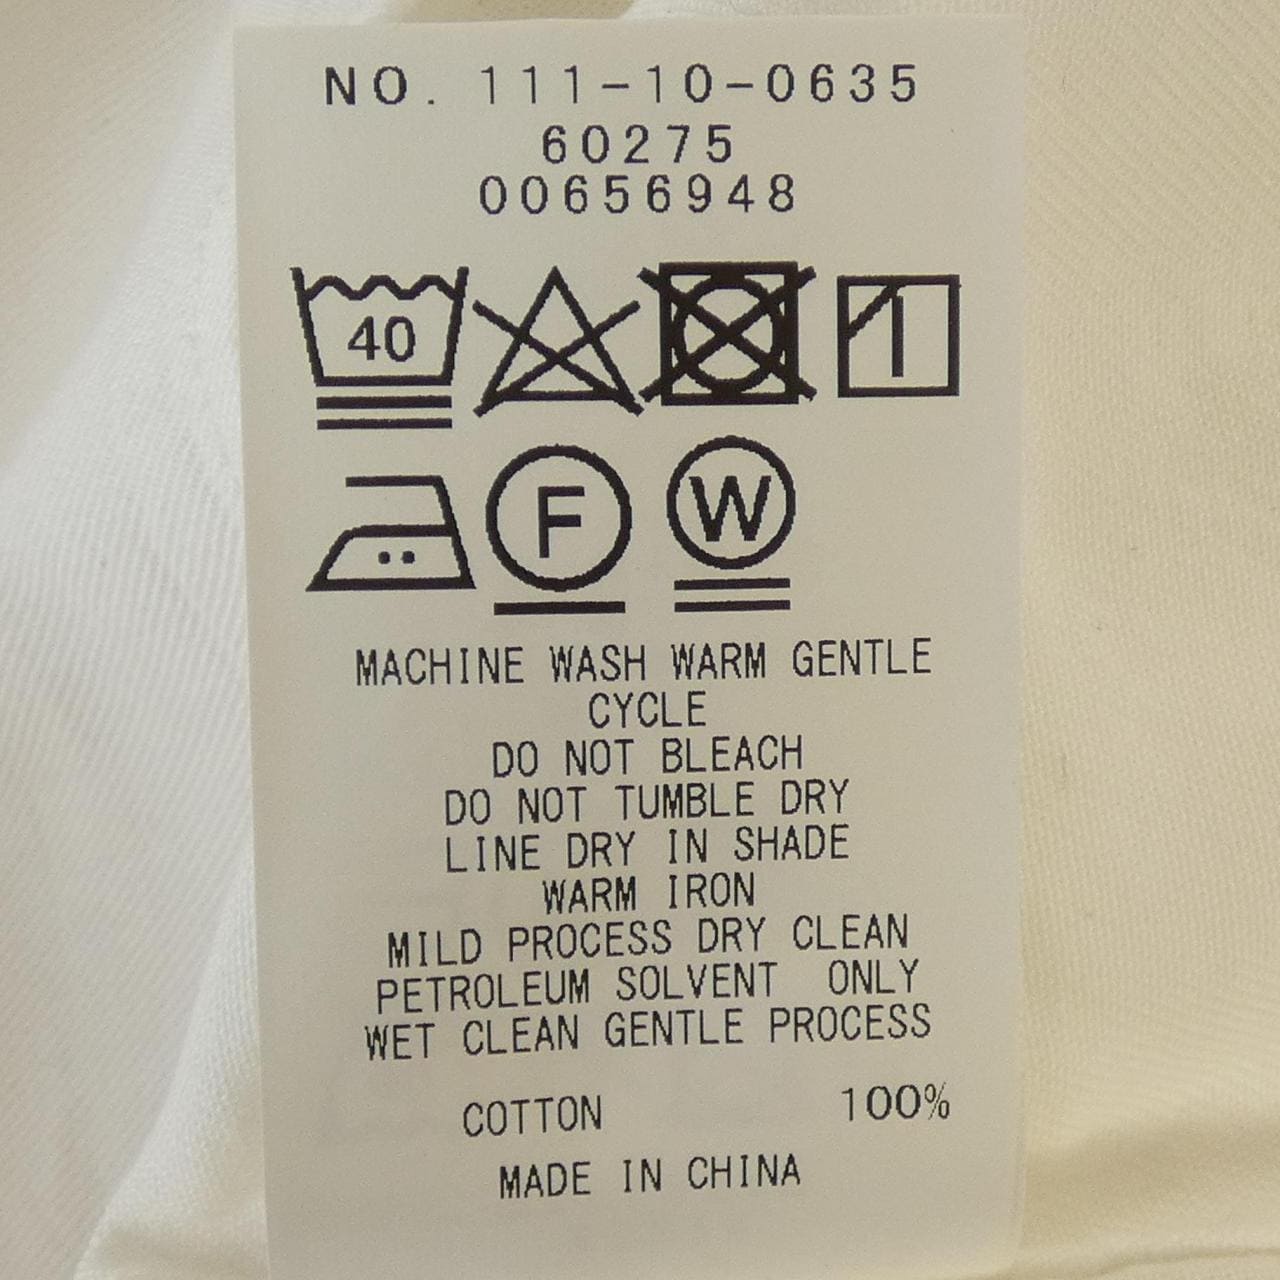 NO. 111-10-0635
60275
00656948
40
F W
MACHINE WASH WARM GENTLE
CYCLE
DO NOT BLEACH
DO NOT TUMBLE DRY
LINE DRY IN SHADE
WARM IRON
MILD PROCESS DRY CLEAN
PETROLEUM SOLVENT ONLY
WET CLEAN GENTLE PROCESS
COTTON 100%
MADE IN CHINA